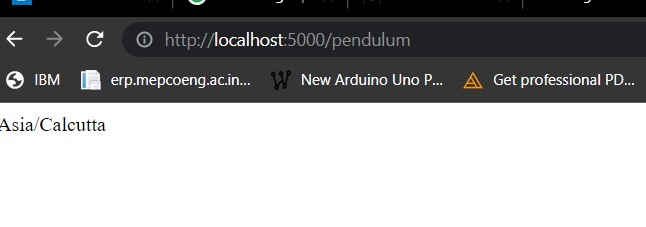 http://localhost:5000/pendulum
IBM erp.mepcoeng.ac.in... New Arduino Uno P... Get professional PD...
Asia/Calcutta